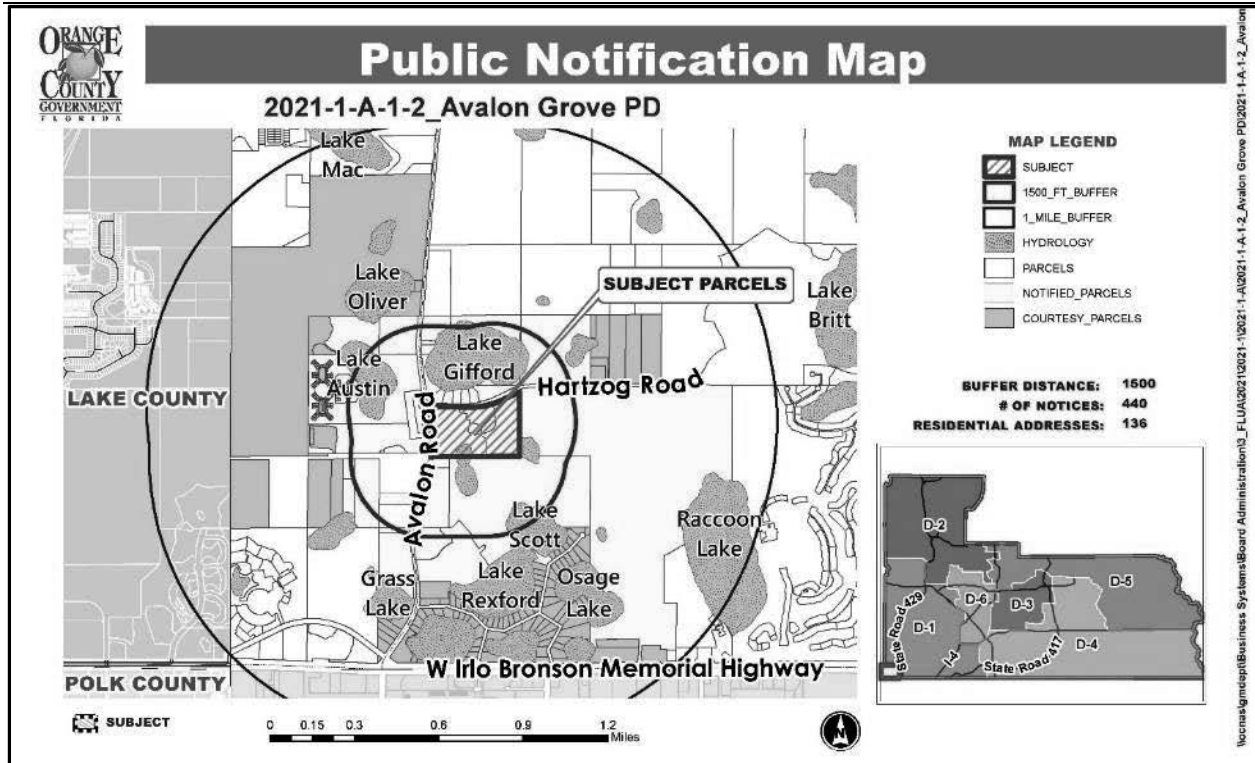 ORANGE
COUNTY
GOVERNMENT
FLORIDA
Public Notification Map
2021-1-A-1-2_Avalon Grove PD
Lake
Mac
Lake
Oliver
SUBJECT PARCELS
Lake
Britt
Lake
Gifford
Lake
Austin
Hartzog Road
LAKE COUNTY
Avalon Road
Lake
Scott
Raccoon
Lake
Grass
Lake
Lake
Rexford
Osage
Lake
W Irlo Bronson Memorial Highway
POLK COUNTY
SUBJECT
0 0.15 0.3 0.6 0.9 1.2
Miles
N
MAP LEGEND
SUBJECT
1500_FT_BUFFER
1_MILE_BUFFER
HYDROLOGY
PARCELS
NOTIFIED_PARCELS
COURTESY_PARCELS
BUFFER DISTANCE: 1500
# OF NOTICES: 440
RESIDENTIAL ADDRESSES: 136
D-2
D-5
D-6
D-3
State Road 429
D-1
D-4
I-4
State Road 417